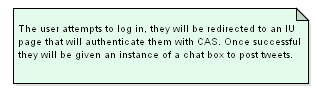 The user attempts to log in, they will be redirected to an IU
page that will authenticate them with CAS. Once successful
they will be given an instance of a chat box to post tweets.